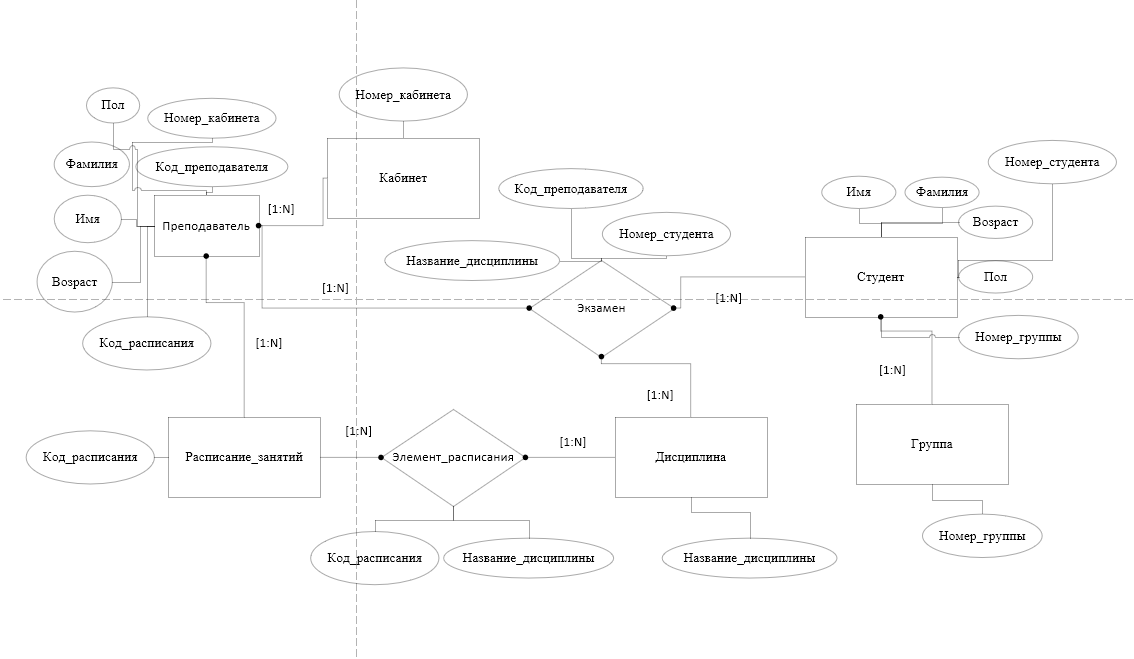 Номер_кабинета
Пол
Номер_кабинета
Фамилия
Код_преподавателя
Кабинет
Код_преподавателя
Номер_студента
Имя
Фамилия
Имя
Преподаватель
[1:N]
Номер_студента
Возраст
Название_дисциплины
Возраст
Студент
Пол
[1:N]
[1:N]
Экзамен
Код_расписания
[1:N]
Номер_группы
[1:N]
[1:N]
[1:N]
[1:N]
Группа
Код_расписания
Расписание_занятий
Элемент_расписания
Дисциплина
Номер_группы
Код_расписания
Название_дисциплины
Название_дисциплины